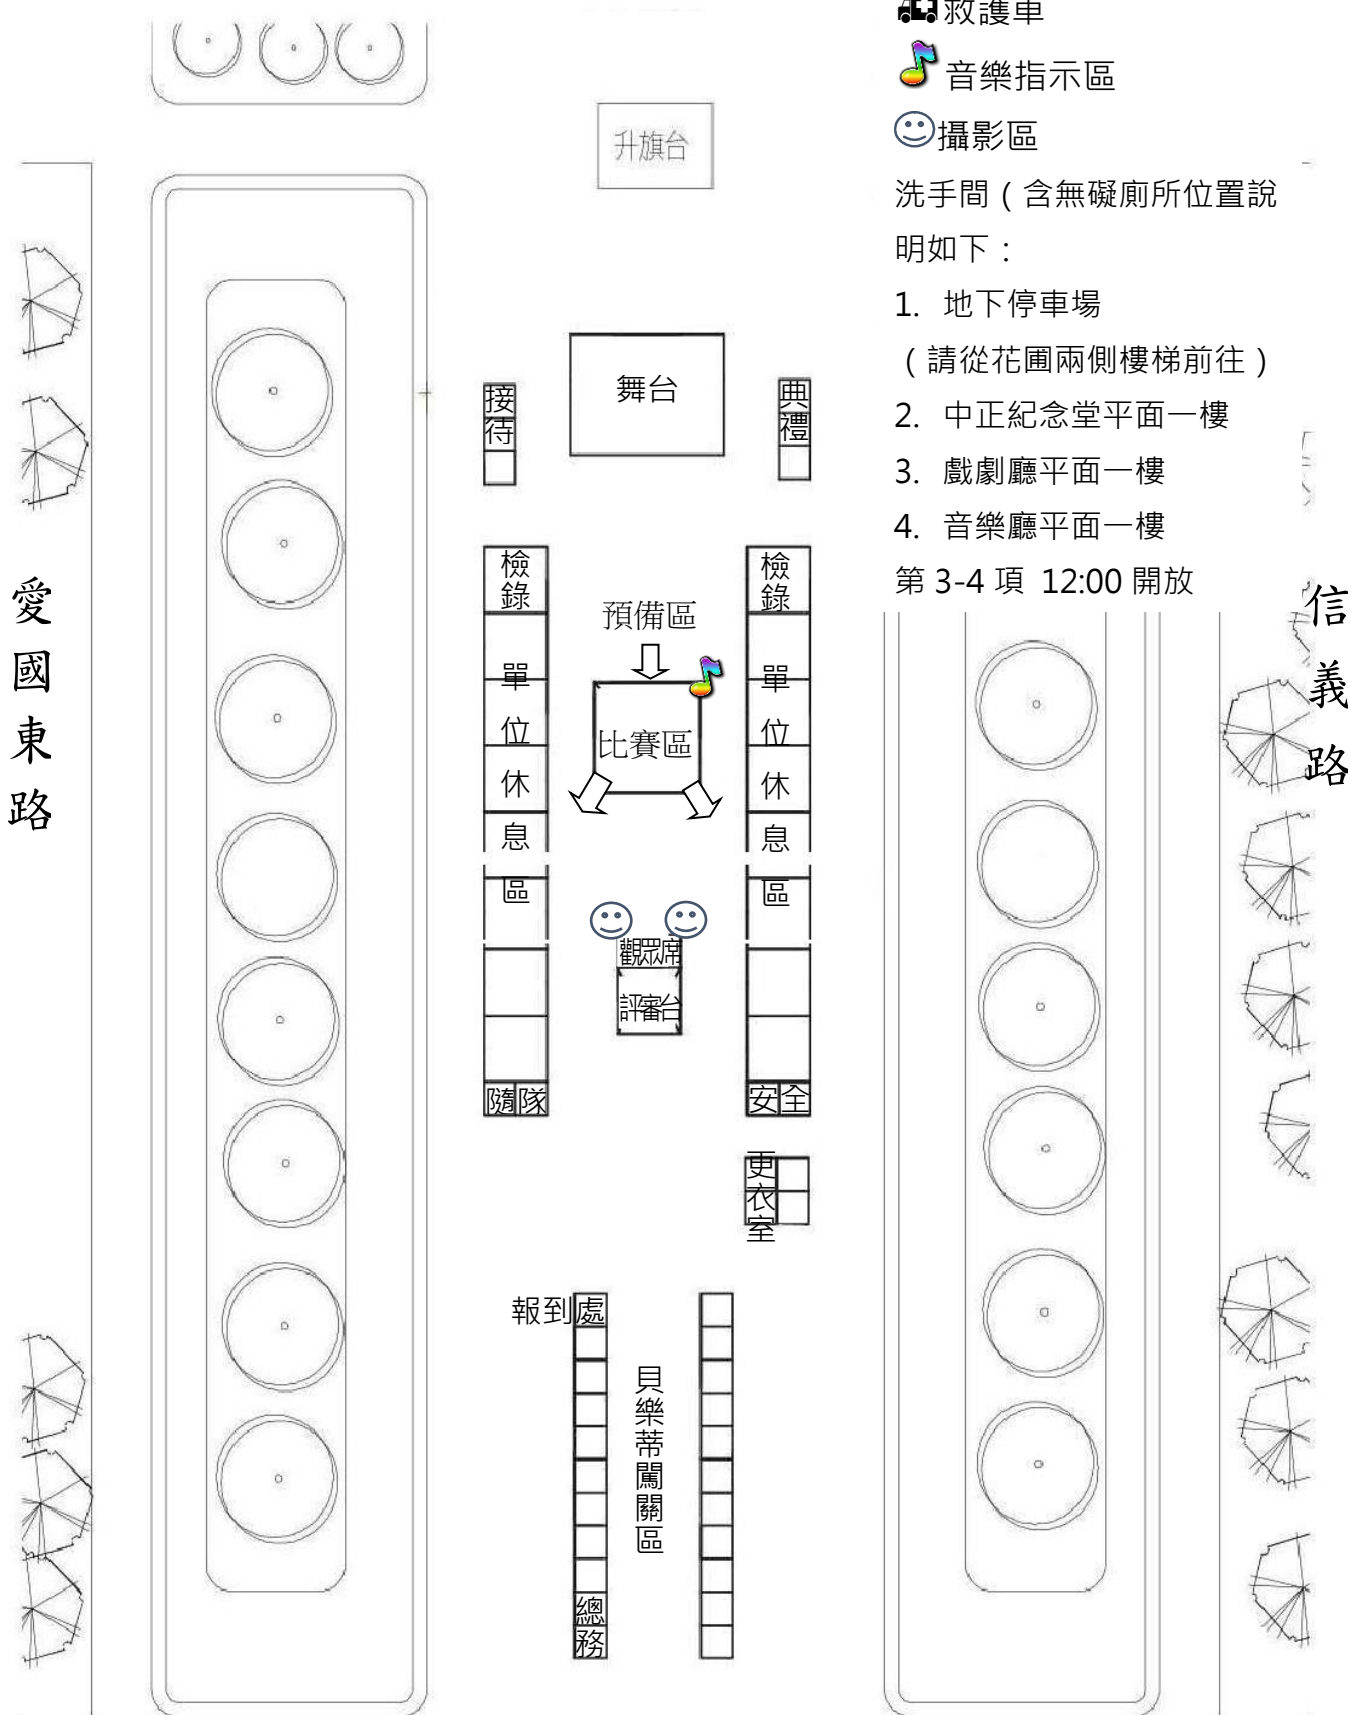 救護車
音樂指示區
攝影區
洗手間（含無礙廁所位置說
明如下：
1. 地下停車場
（請從花圃兩側樓梯前往）
2. 中正紀念堂平面一樓
3. 戲劇廳平面一樓
4. 音樂廳平面一樓
第 3-4 項 12:00 開放
升旗台
舞台
接待
典禮
檢錄
檢錄
預備區
單位休息區
比賽區
單位休息區
愛國東路
信義路
觀眾席
評審台
隨隊
安全
更衣室
報到處
貝樂蒂闖關區
總務